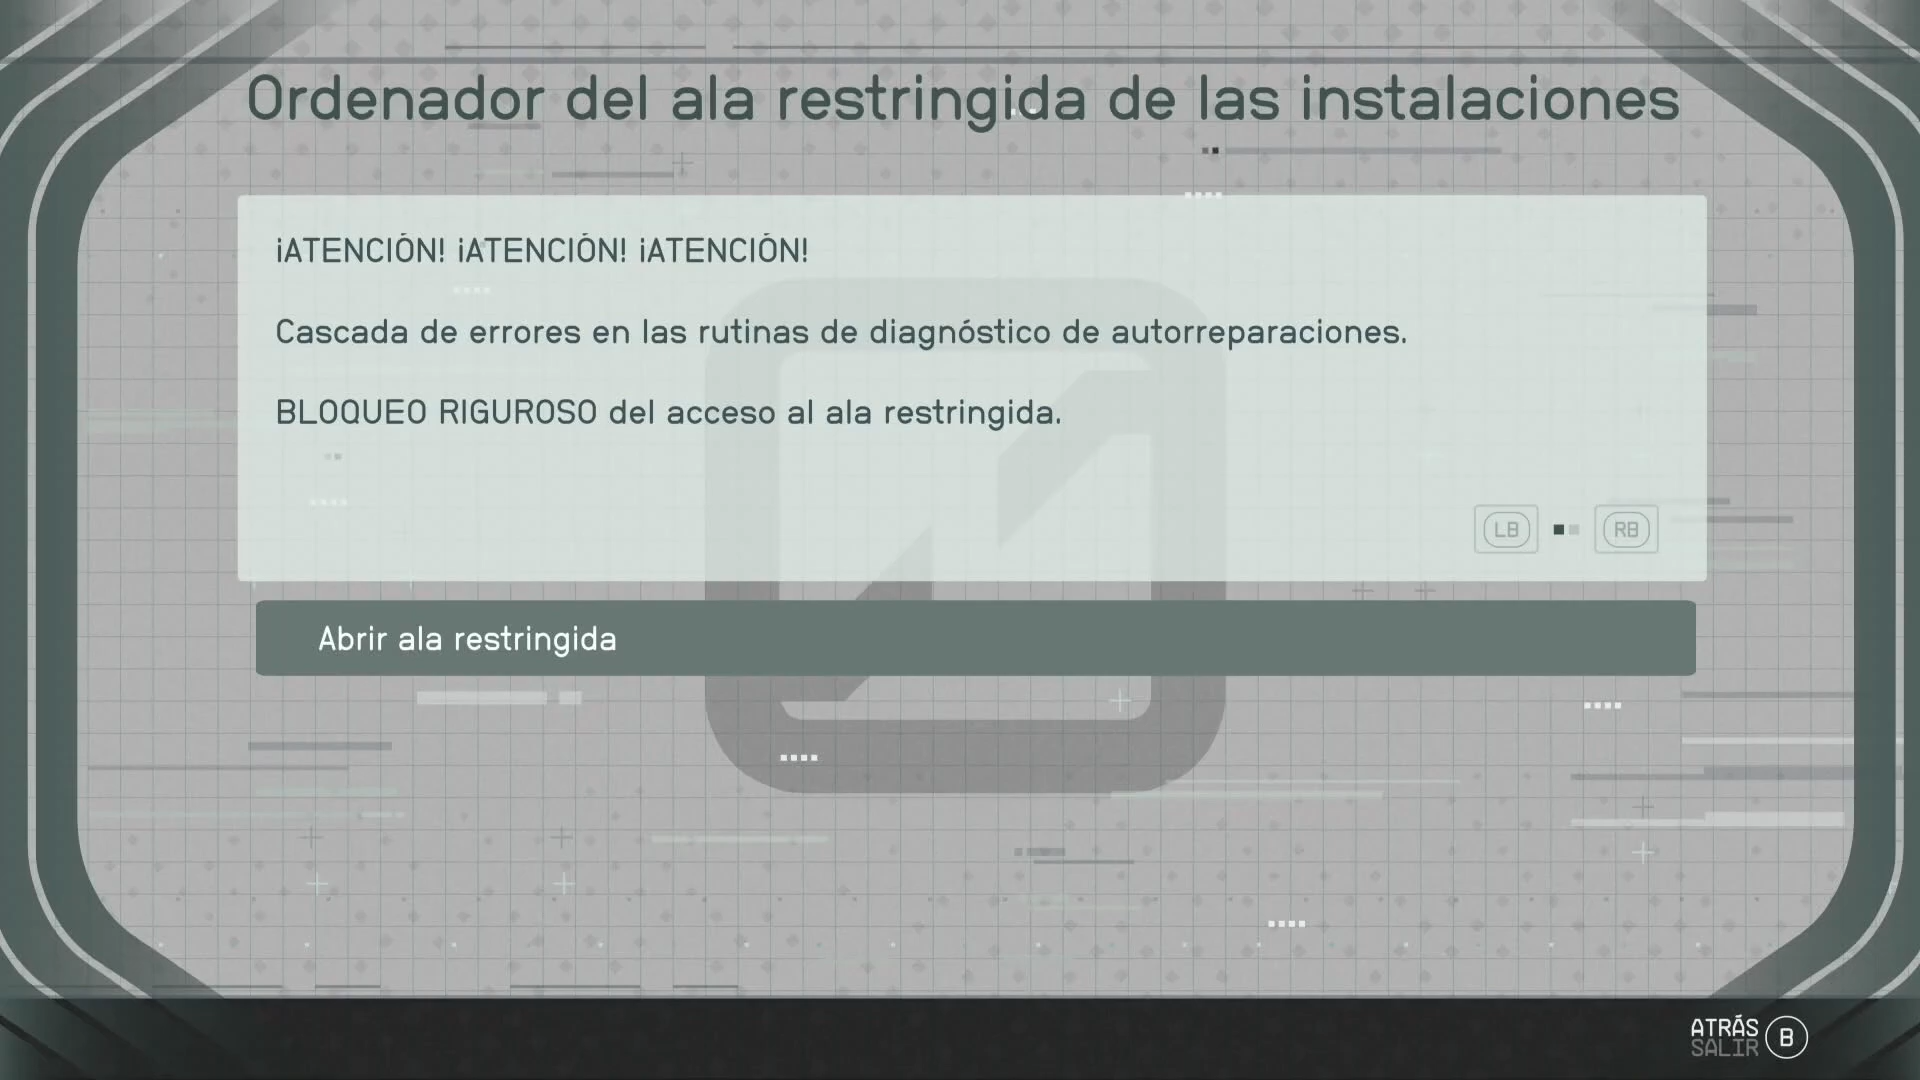 Ordenador del ala restringida de las instalaciones
¡ATENCIÓN! ¡ATENCIÓN! ¡ATENCIÓN!
Cascada de errores en las rutinas de diagnóstico de autorreparaciones.
BLOQUEO RIGUROSO del acceso al ala restringida.
LB RB
Abrir ala restringida
ATRÁS
SALIR B